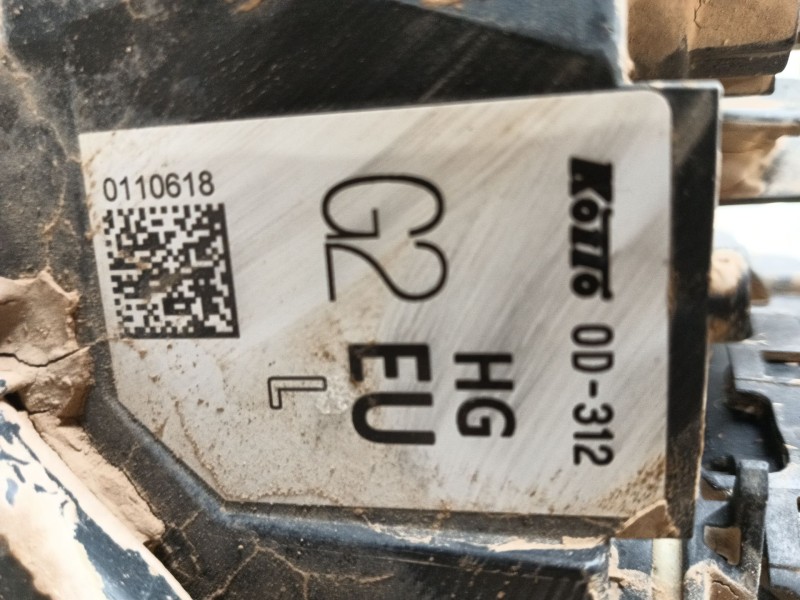 KOITO 0D-312
HG
G2 EU
L
0110618